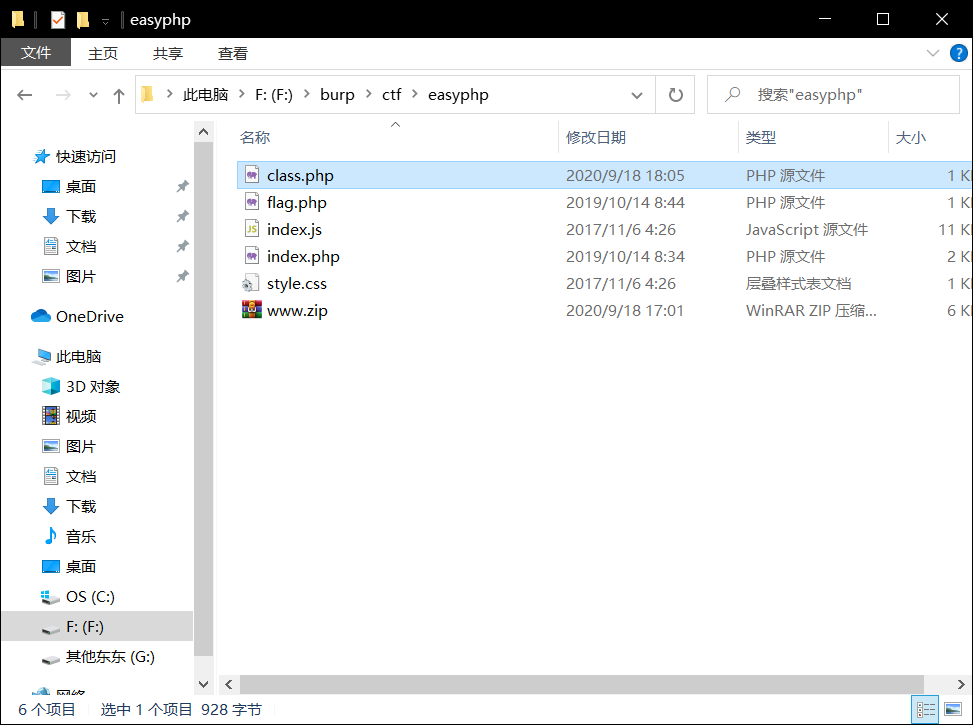 easyphp
文件 主页 共享 查看
此电脑 F: (F:) burp ctf easyphp 搜索"easyphp"
名称 修改日期 类型 大小
class.php 2020/9/18 18:05 PHP 源文件 1 K
flag.php 2019/10/14 8:44 PHP 源文件 1 K
index.js 2017/11/6 4:26 JavaScript 源文件 11 K
index.php 2019/10/14 8:34 PHP 源文件 2 K
style.css 2017/11/6 4:26 层叠样式表文档 1 K
www.zip 2020/9/18 17:01 WinRAR ZIP 压缩... 6 K
快速访问
桌面
下载
文档
图片
OneDrive
此电脑
3D 对象
视频
图片
文档
下载
音乐
桌面
OS (C:)
F: (F:)
其他东东 (G:)
网络
6 个项目 选中 1 个项目 928 字节